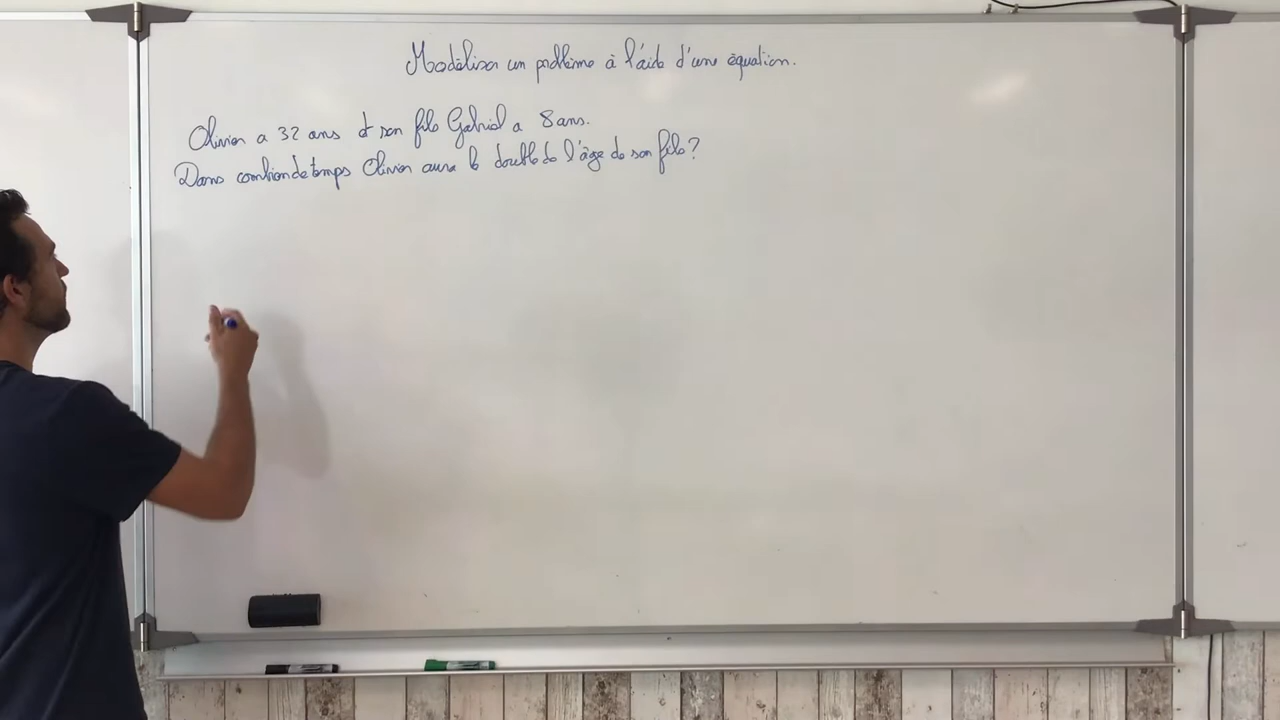 Modéliser un problème à l'aide d'une équation.
Olivier a 32 ans et son fils Gabriel a 8 ans.
Dans combien de temps Olivier aura le double de l'âge de son fils ?